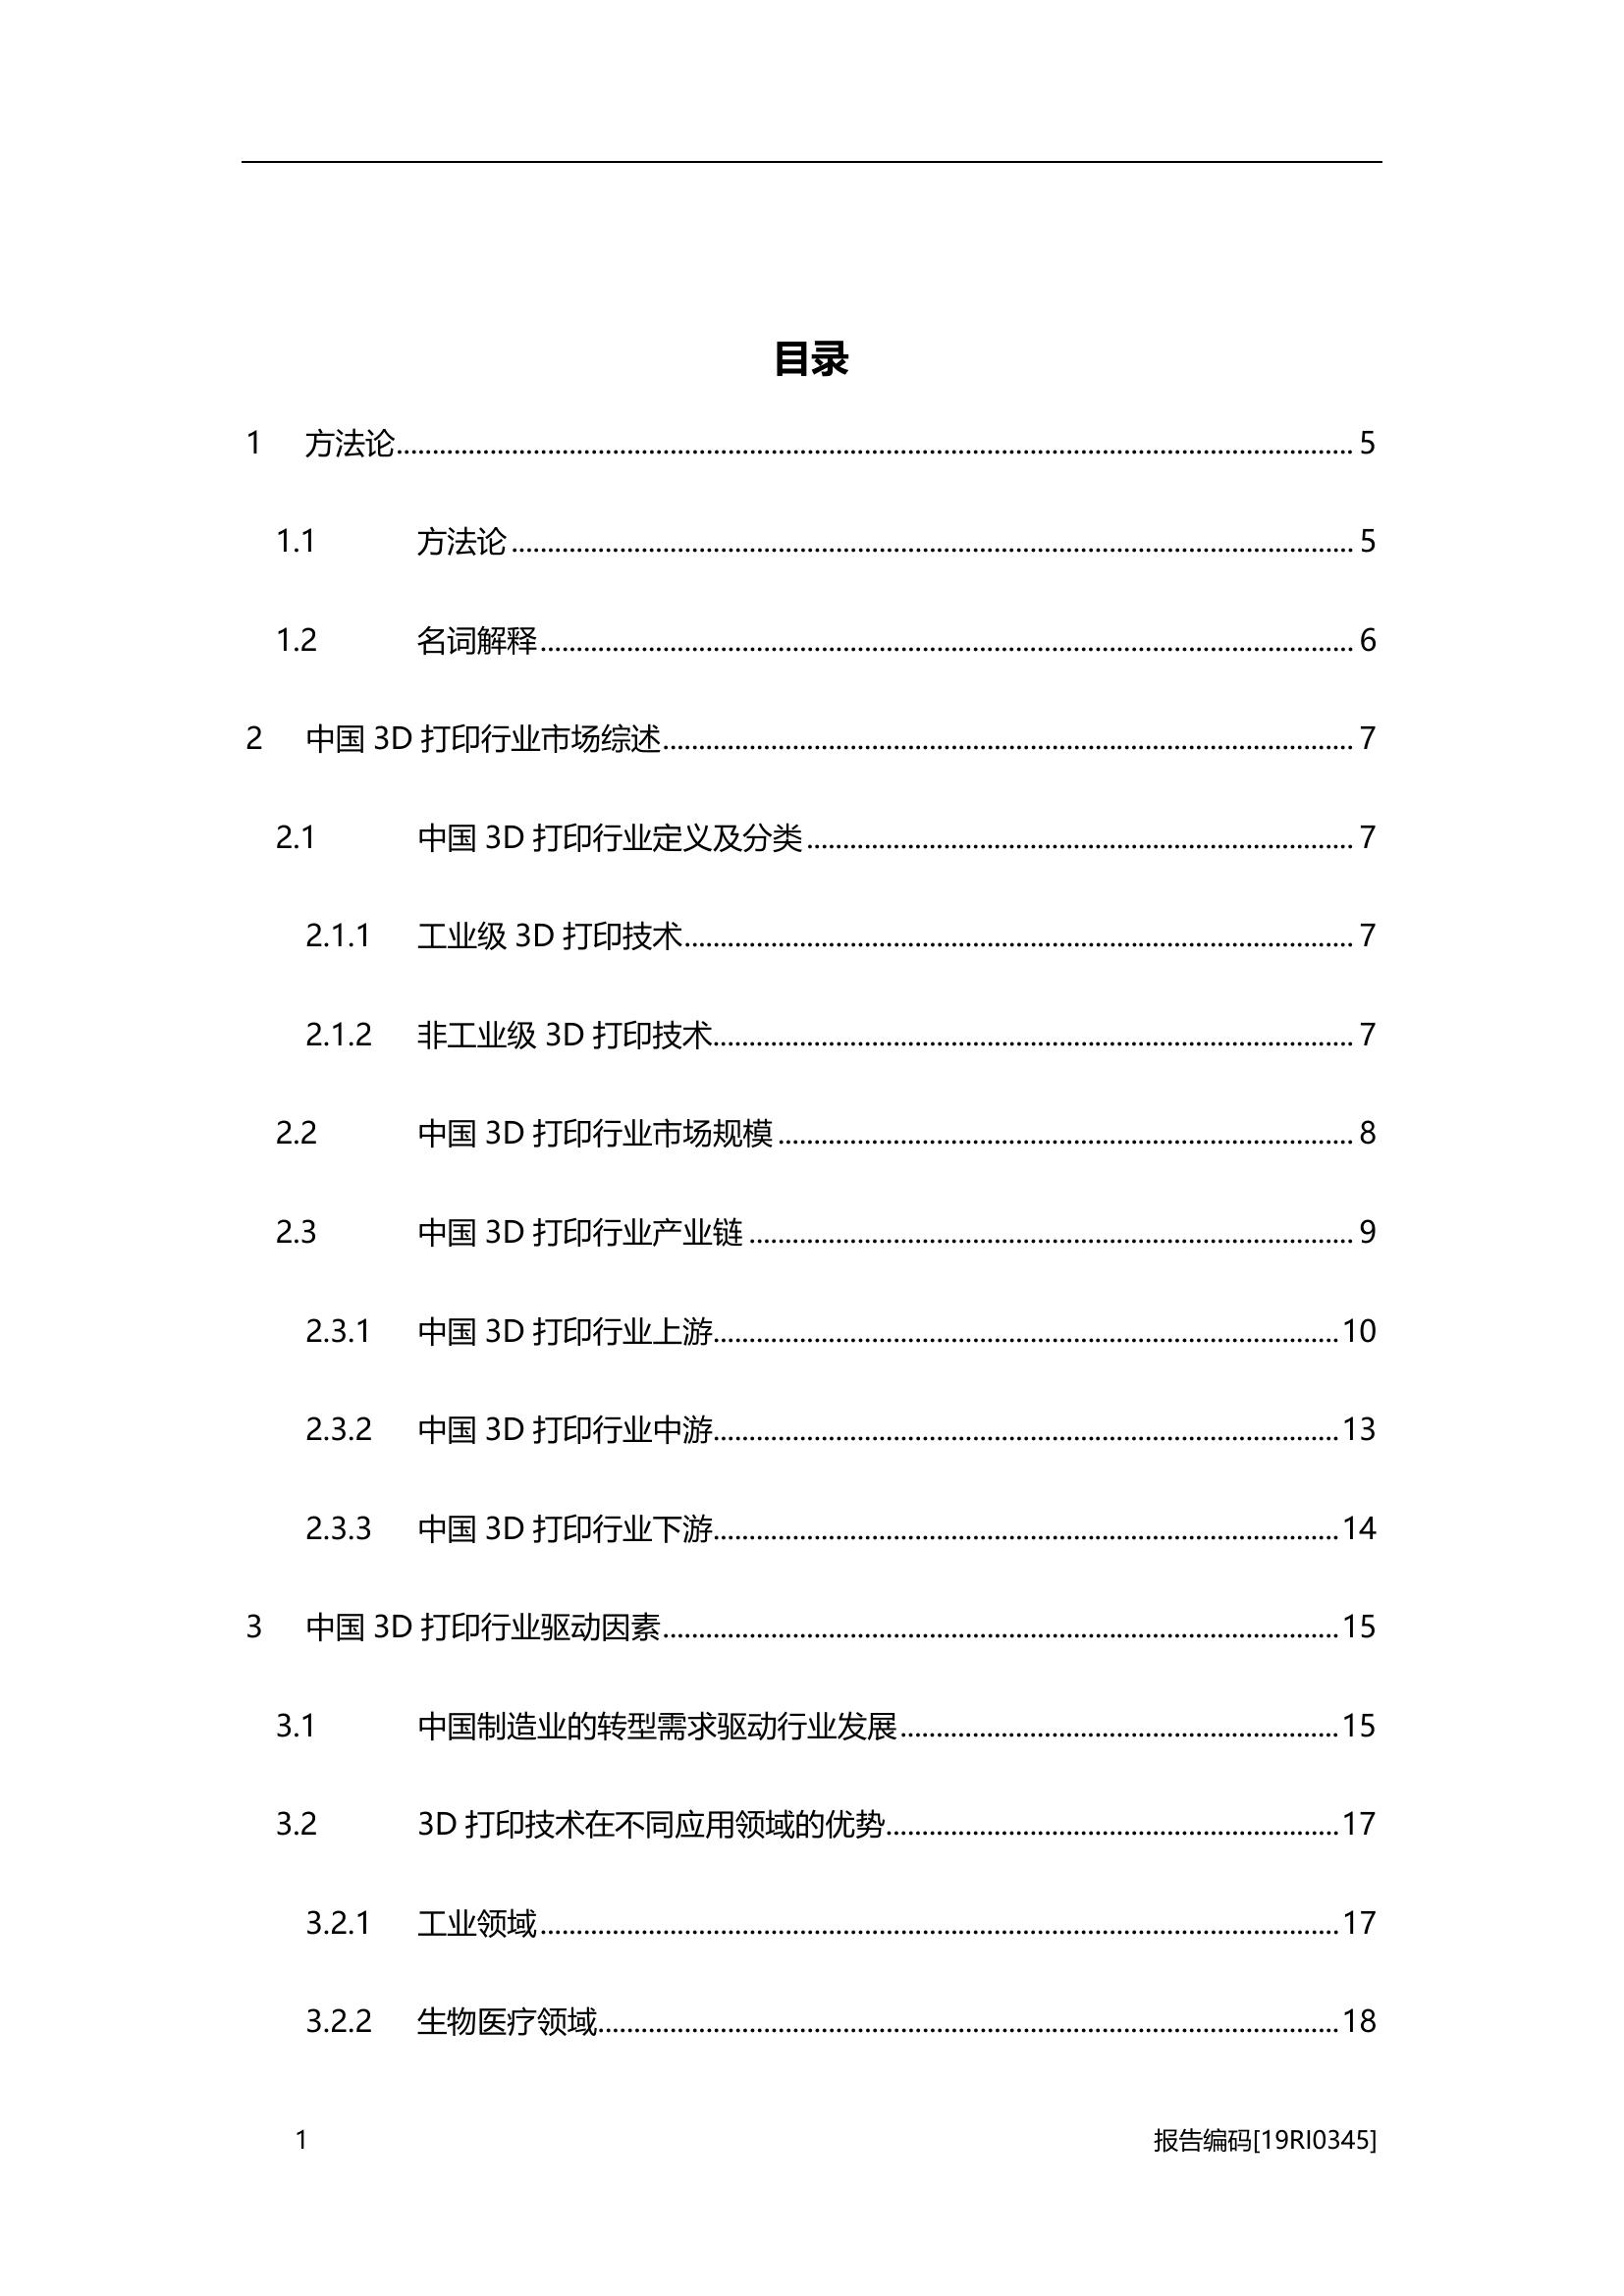 目录
1 方法论 5
1.1 方法论 5
1.2 名词解释 6
2 中国 3D 打印行业市场综述 7
2.1 中国 3D 打印行业定义及分类 7
2.1.1 工业级 3D 打印技术 7
2.1.2 非工业级 3D 打印技术 7
2.2 中国 3D 打印行业市场规模 8
2.3 中国 3D 打印行业产业链 9
2.3.1 中国 3D 打印行业上游 10
2.3.2 中国 3D 打印行业中游 13
2.3.3 中国 3D 打印行业下游 14
3 中国 3D 打印行业驱动因素 15
3.1 中国制造业的转型需求驱动行业发展 15
3.2 3D 打印技术在不同应用领域的优势 17
3.2.1 工业领域 17
3.2.2 生物医疗领域 18
1 报告编码[19RI0345]